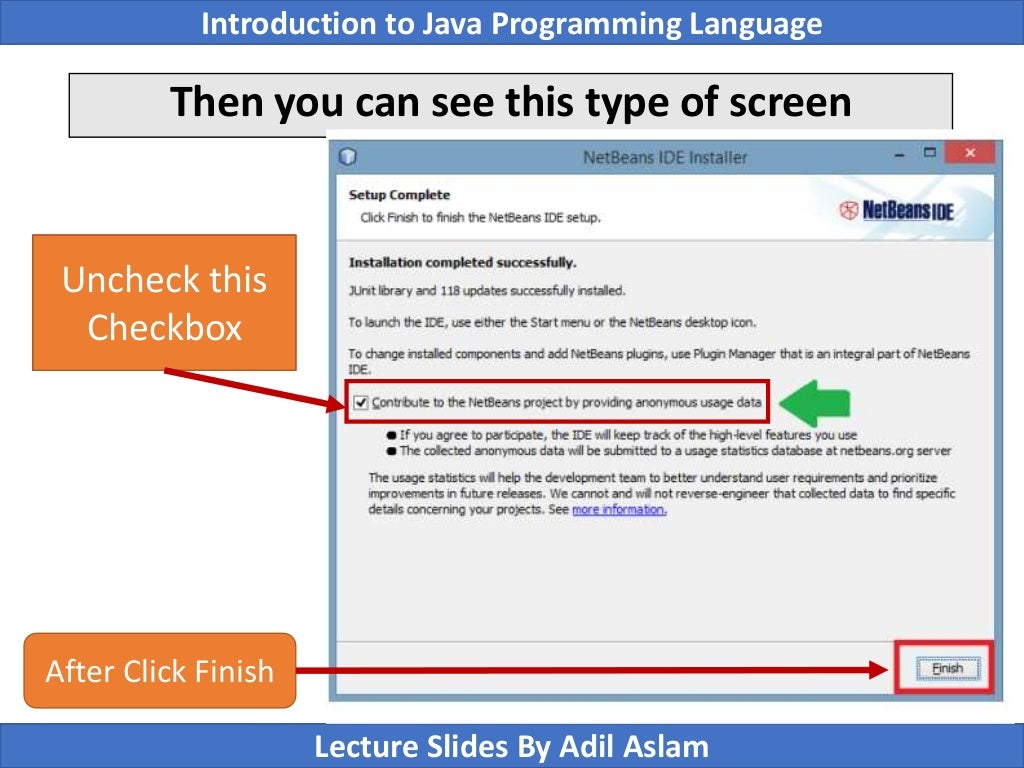 Introduction to Java Programming Language
Then you can see this type of screen
NetBeans IDE Installer
Setup Complete
Click Finish to finish the NetBeans IDE setup.
NetBeans IDE
Uncheck this
Checkbox
Installation completed successfully.
JUnit library and 118 updates successfully installed.
To launch the IDE, use either the Start menu or the NetBeans desktop icon.
To change installed components and add NetBeans plugins, use Plugin Manager that is an integral part of NetBeans
IDE.
Contribute to the NetBeans project by providing anonymous usage data
● If you agree to participate, the IDE will keep track of the high-level features you use
● The collected anonymous data will be submitted to a usage statistics database at netbeans.org server
The usage statistics will help the development team to better understand user requirements and prioritize
improvements in future releases. We cannot and will not reverse-engineer that collected data to find specific
details concerning your projects. See more information.
After Click Finish
Finish
Lecture Slides By Adil Aslam